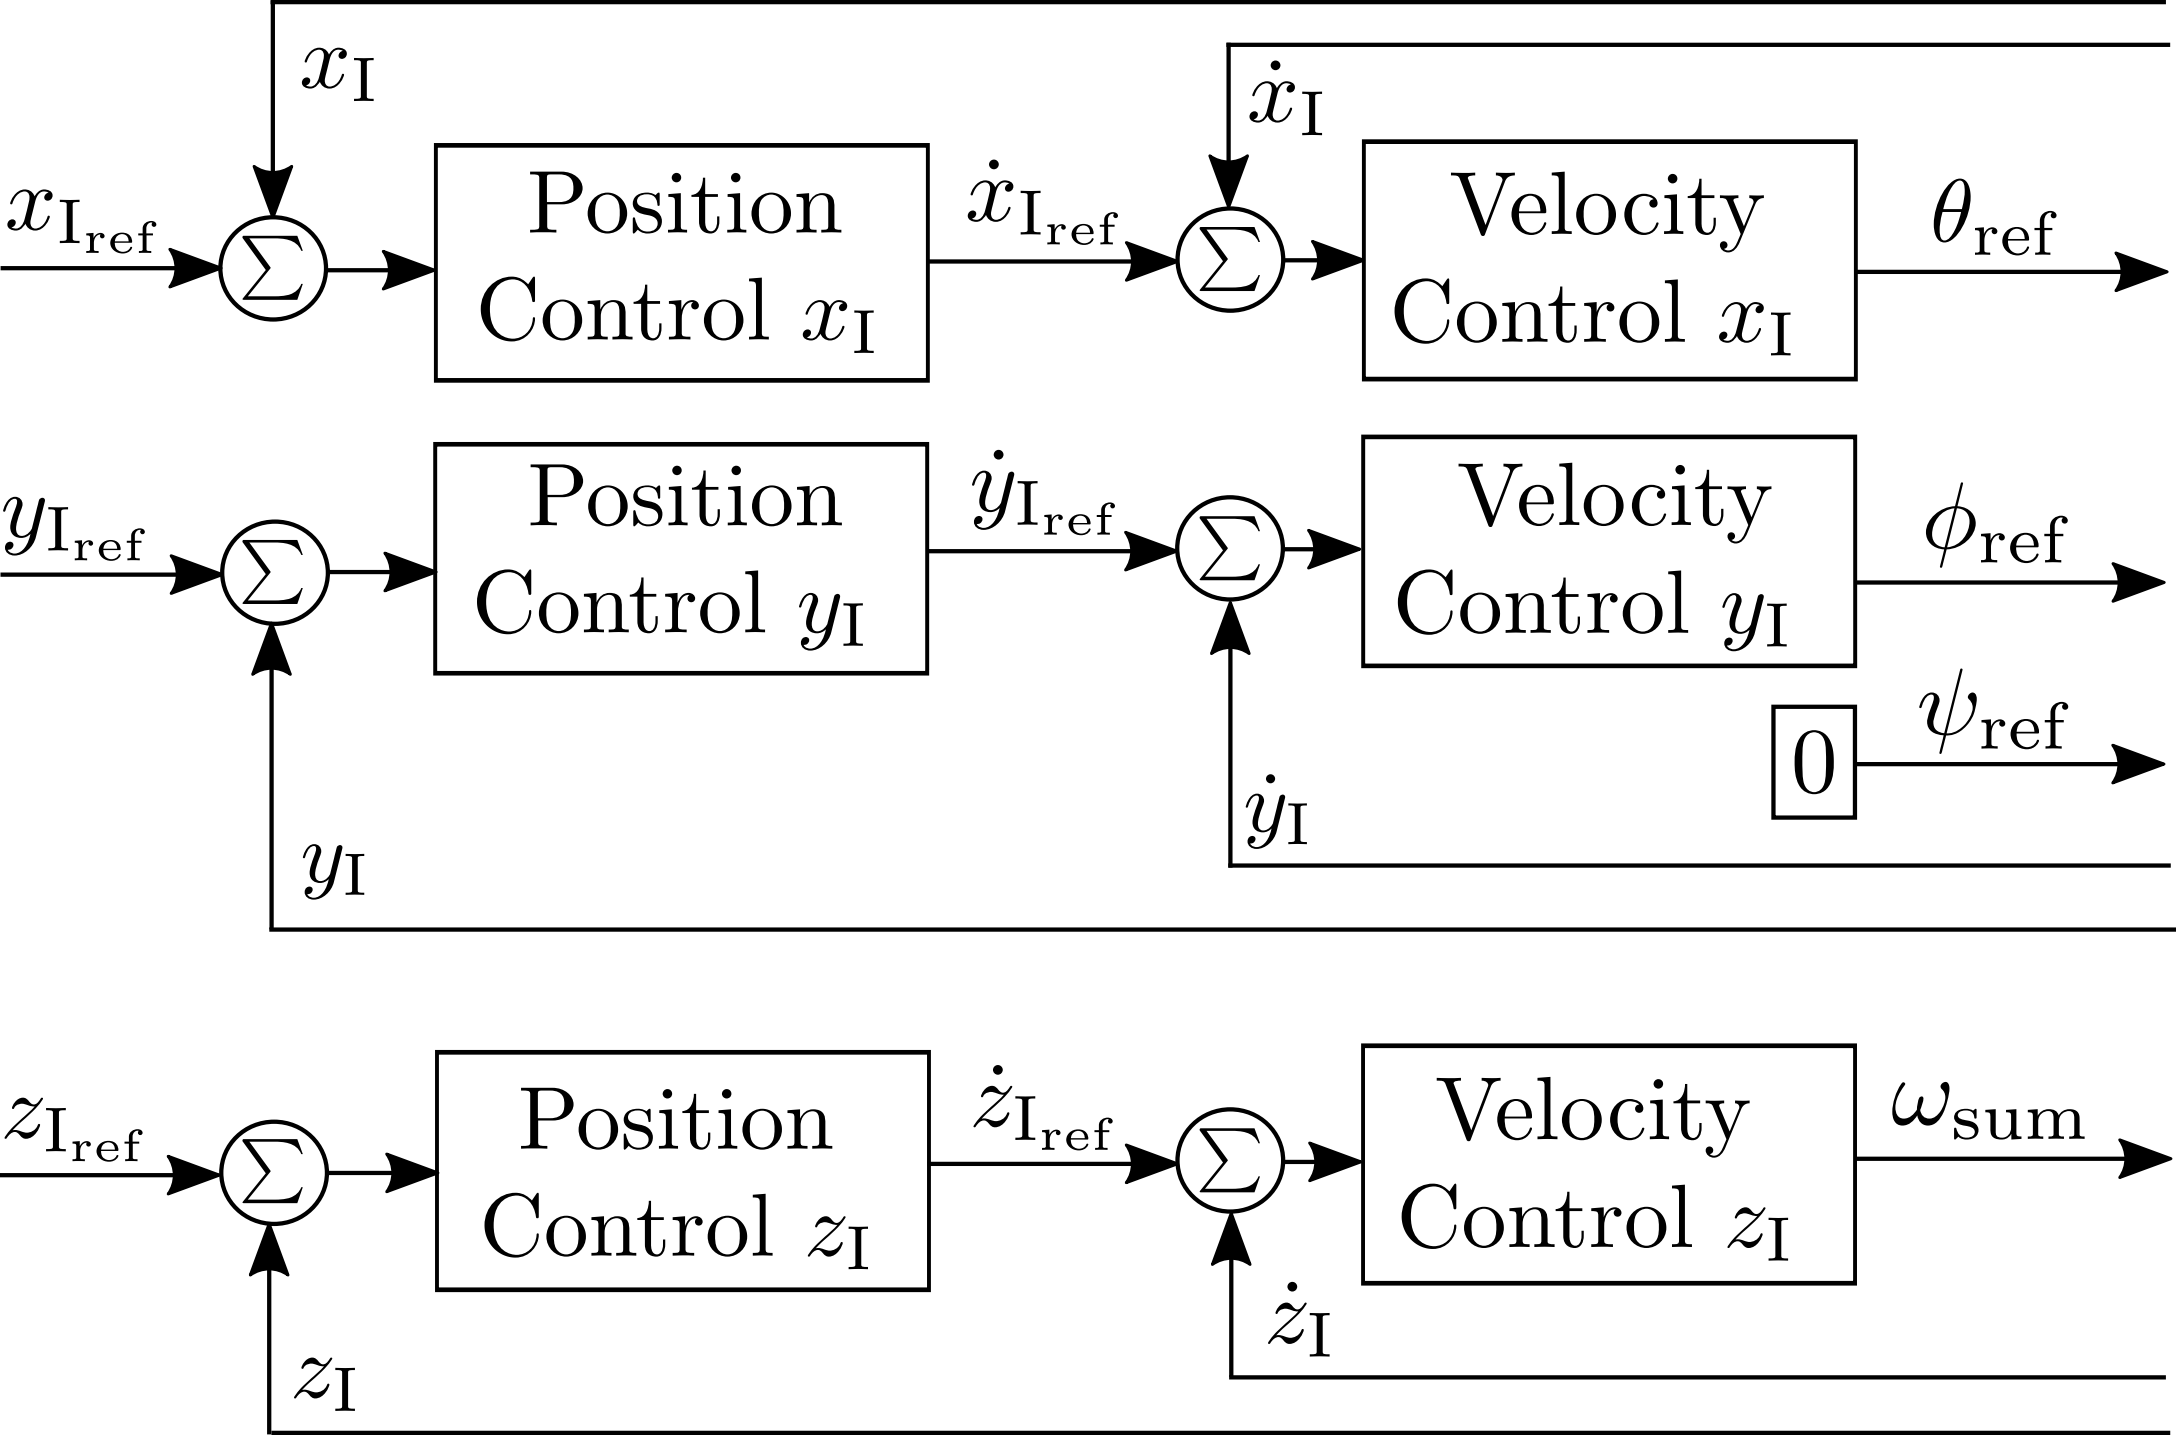 x_I
ẋ_I
x_I_ref
Σ
Position
Control x_I
ẋ_I_ref
Σ
Velocity
Control x_I
θ_ref
y_I_ref
Σ
Position
Control y_I
ẏ_I_ref
Σ
Velocity
Control y_I
ϕ_ref
0
ψ_ref
ẏ_I
y_I
z_I_ref
Σ
Position
Control z_I
ż_I_ref
Σ
Velocity
Control z_I
ω_sum
ż_I
z_I